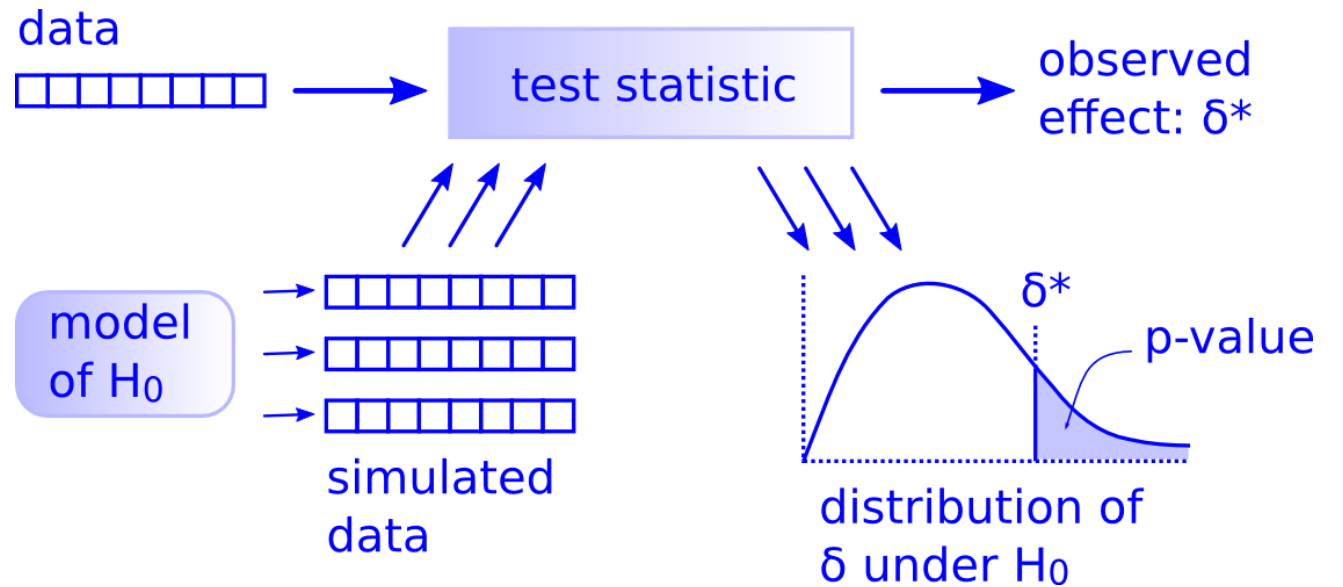 data
test statistic
observed
effect: δ*
model
of H₀
simulated
data
δ*
p-value
distribution of
δ under H₀